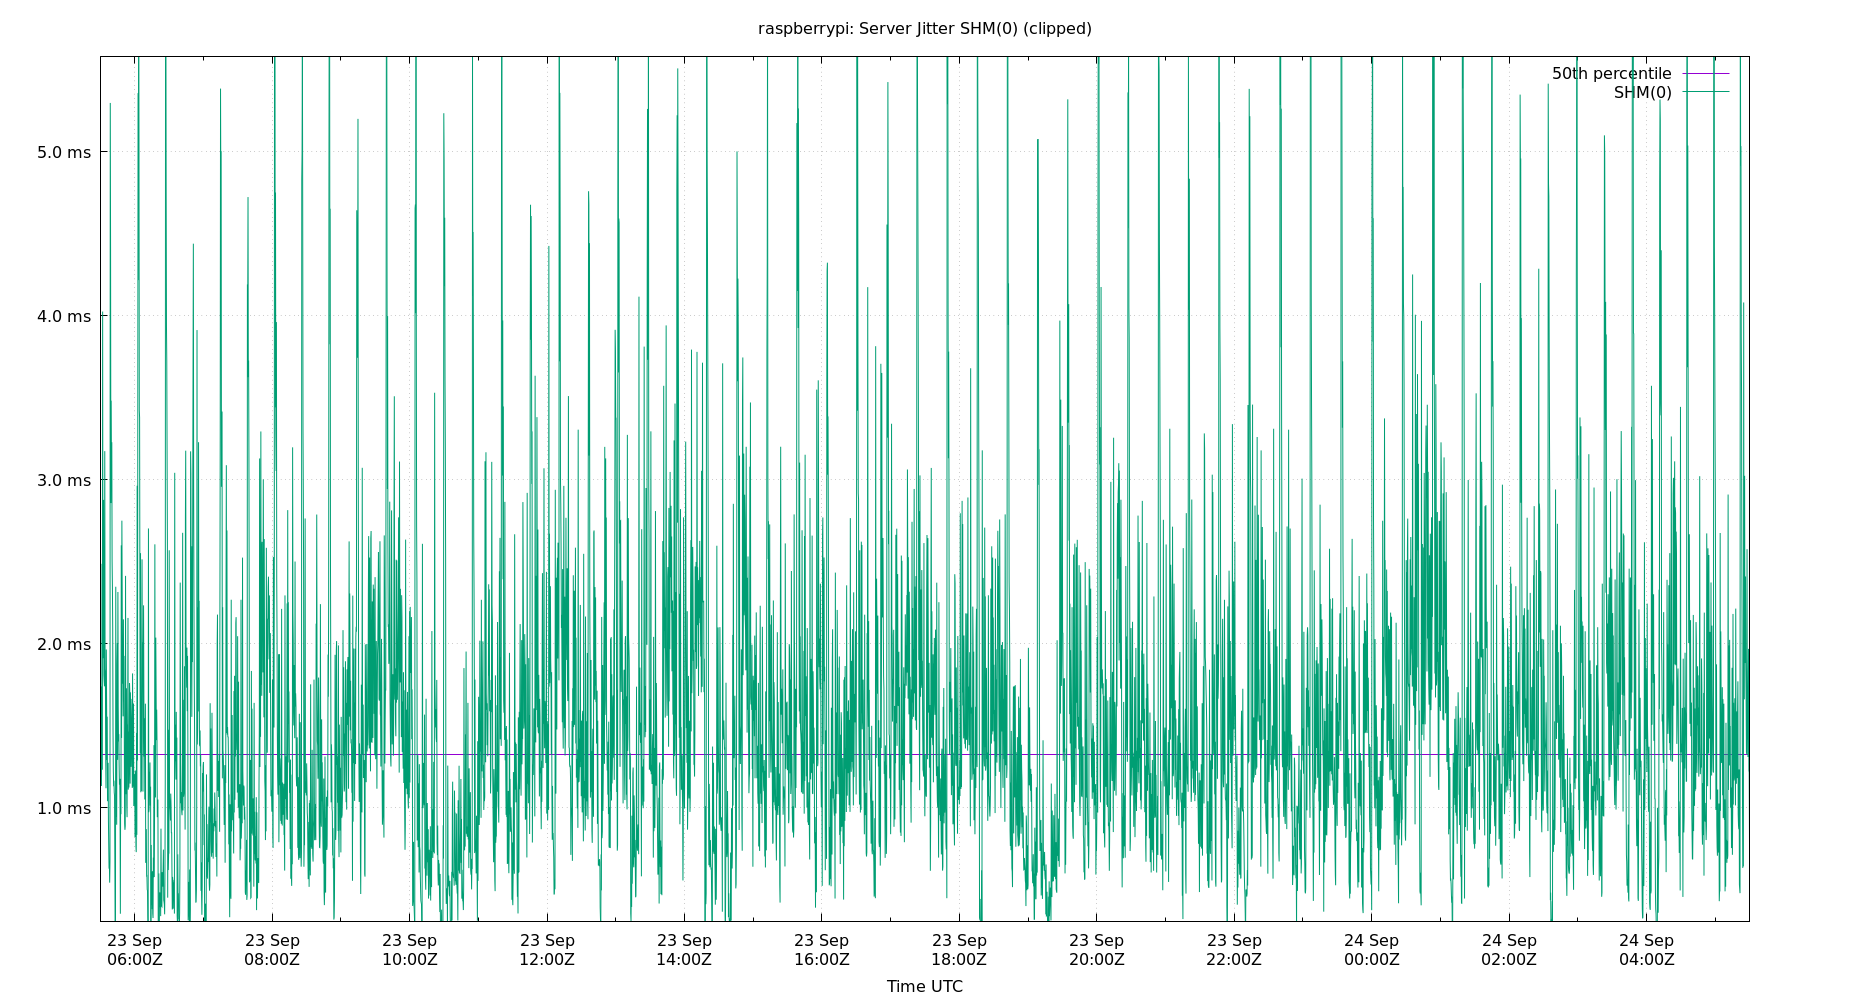 raspberrypi: Server Jitter SHM(0) (clipped)
50th percentile
SHM(0)
5.0 ms
4.0 ms
3.0 ms
2.0 ms
1.0 ms
23 Sep 23 Sep 23 Sep 23 Sep 23 Sep 23 Sep 23 Sep 23 Sep 23 Sep 24 Sep 24 Sep 24 Sep
06:00Z 08:00Z 10:00Z 12:00Z 14:00Z 16:00Z 18:00Z 20:00Z 22:00Z 00:00Z 02:00Z 04:00Z
Time UTC